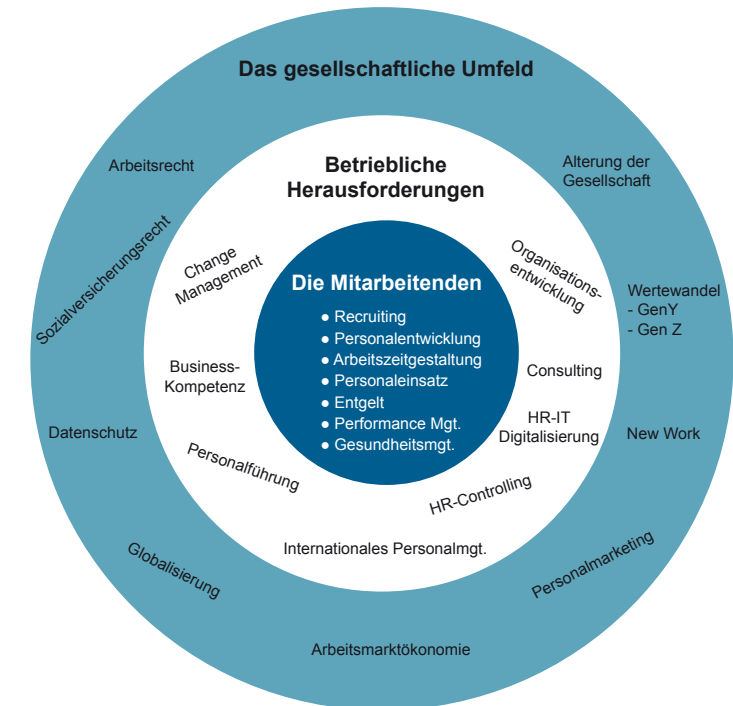 Das gesellschaftliche Umfeld
Arbeitsrecht
Alterung der
Gesellschaft
Sozialversicherungsrecht
Wertewandel
- GenY
- Gen Z
Datenschutz
New Work
Globalisierung
Personalmarketing
Arbeitsmarktökonomie
Betriebliche
Herausforderungen
Change
Management
Organisations-
entwicklung
Business-
Kompetenz
Consulting
HR-IT
Digitalisierung
Personalführung
HR-Controlling
Internationales Personalmgt.
Die Mitarbeitenden
● Recruiting
● Personalentwicklung
● Arbeitszeitgestaltung
● Personaleinsatz
● Entgelt
● Performance Mgt.
● Gesundheitsmgt.